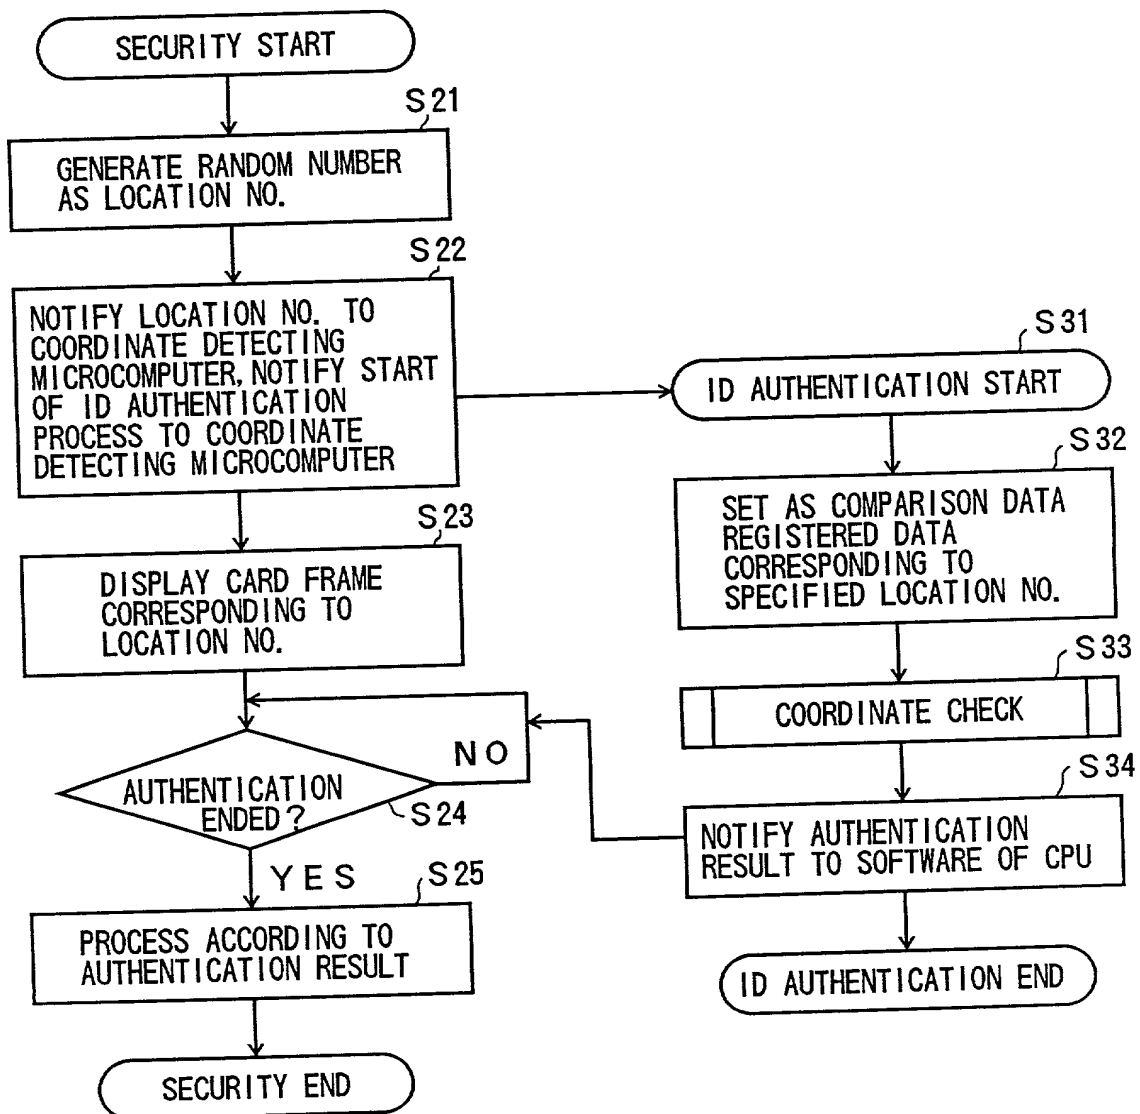 SECURITY START
S21
GENERATE RANDOM NUMBER
AS LOCATION NO.
S22
NOTIFY LOCATION NO. TO
COORDINATE DETECTING
MICROCOMPUTER, NOTIFY START
OF ID AUTHENTICATION
PROCESS TO COORDINATE
DETECTING MICROCOMPUTER
S23
DISPLAY CARD FRAME
CORRESPONDING TO
LOCATION NO.
NO
AUTHENTICATION
ENDED?
S24
YES
S25
PROCESS ACCORDING TO
AUTHENTICATION RESULT
SECURITY END
S31
ID AUTHENTICATION START
S32
SET AS COMPARISON DATA
REGISTERED DATA
CORRESPONDING TO
SPECIFIED LOCATION NO.
S33
COORDINATE CHECK
S34
NOTIFY AUTHENTICATION
RESULT TO SOFTWARE OF CPU
ID AUTHENTICATION END